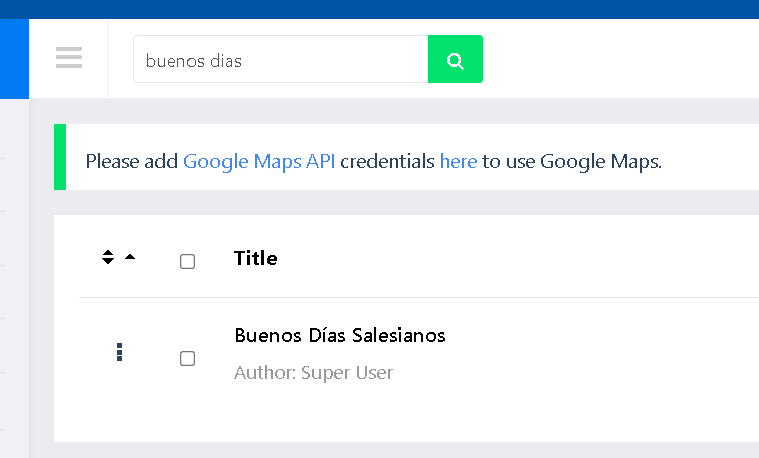 buenos dias
Please add Google Maps API credentials here to use Google Maps.
Title
Buenos Días Salesianos
Author: Super User